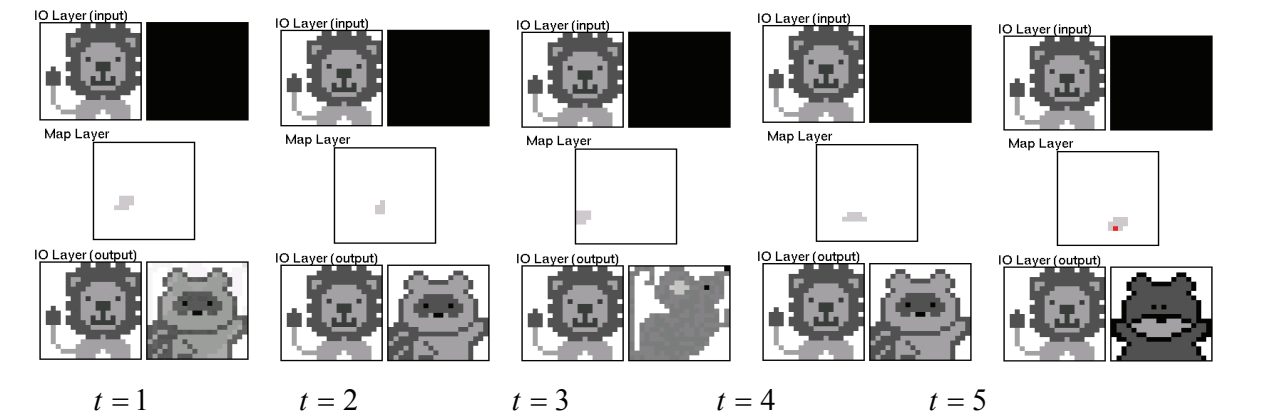 IO Layer (input)
IO Layer (input)
IO Layer (input)
IO Layer (input)
IO Layer (input)
Map Layer
Map Layer
Map Layer
Map Layer
Map Layer
IO Layer (output)
IO Layer (output)
IO Layer (output)
IO Layer (output)
IO Layer (output)
t = 1
t = 2
t = 3
t = 4
t = 5